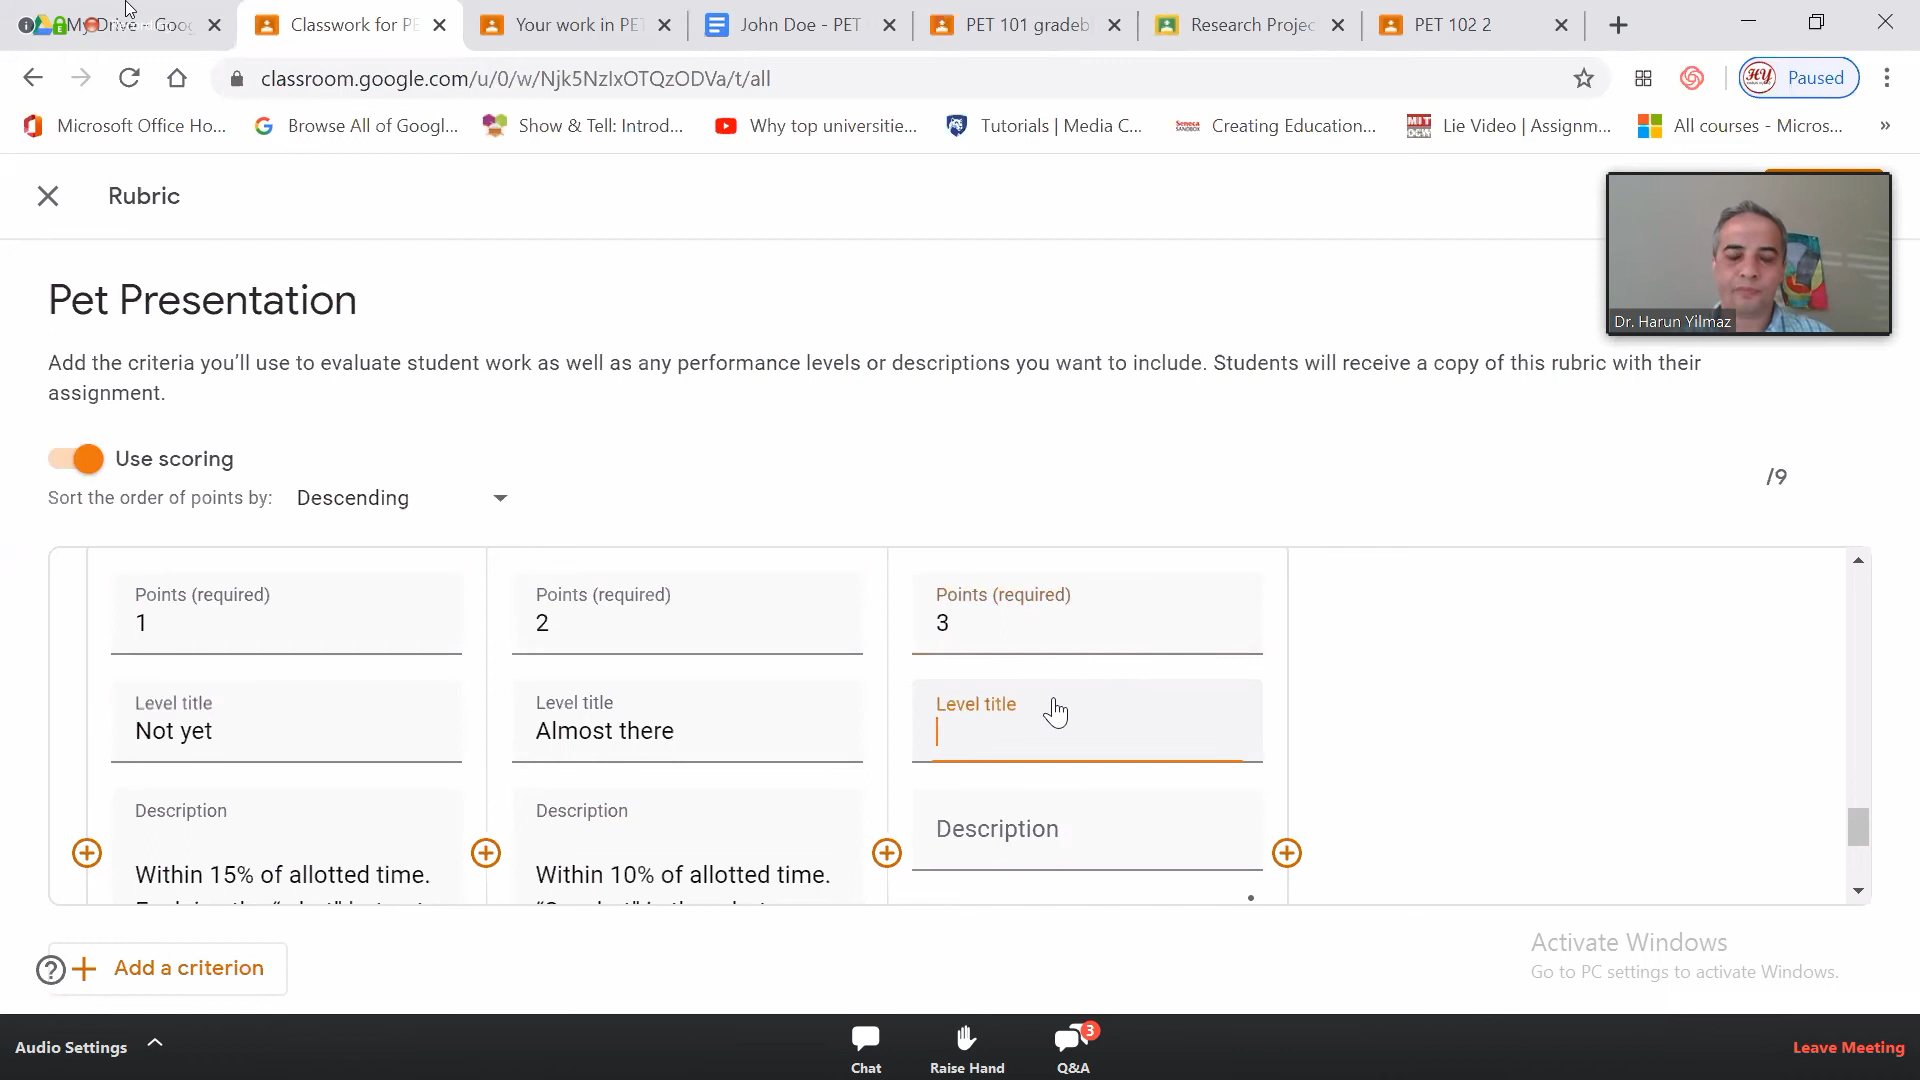 My Drive - Goog
Classwork for PE
Your work in PET
John Doe - PET
PET 101 gradeb
Research Projec
PET 102 2
classroom.google.com/u/0/w/Njk5NzIxOTQzODVa/t/all
Paused
Microsoft Office Ho...
Browse All of Googl...
Show & Tell: Introd...
Why top universitie...
Tutorials | Media C...
Creating Education...
Lie Video | Assignm...
All courses - Micros...
»
Rubric
Dr. Harun Yilmaz
Pet Presentation
Add the criteria you'll use to evaluate student work as well as any performance levels or descriptions you want to include. Students will receive a copy of this rubric with their
assignment.
Use scoring
/9
Sort the order of points by: Descending
Points (required)
1
Points (required)
2
Points (required)
3
Level title
Not yet
Level title
Almost there
Level title
Description
Within 15% of allotted time.
Description
Within 10% of allotted time.
Description
Add a criterion
Activate Windows
Go to PC settings to activate Windows.
Audio Settings
Chat
Raise Hand
3
Q&A
Leave Meeting